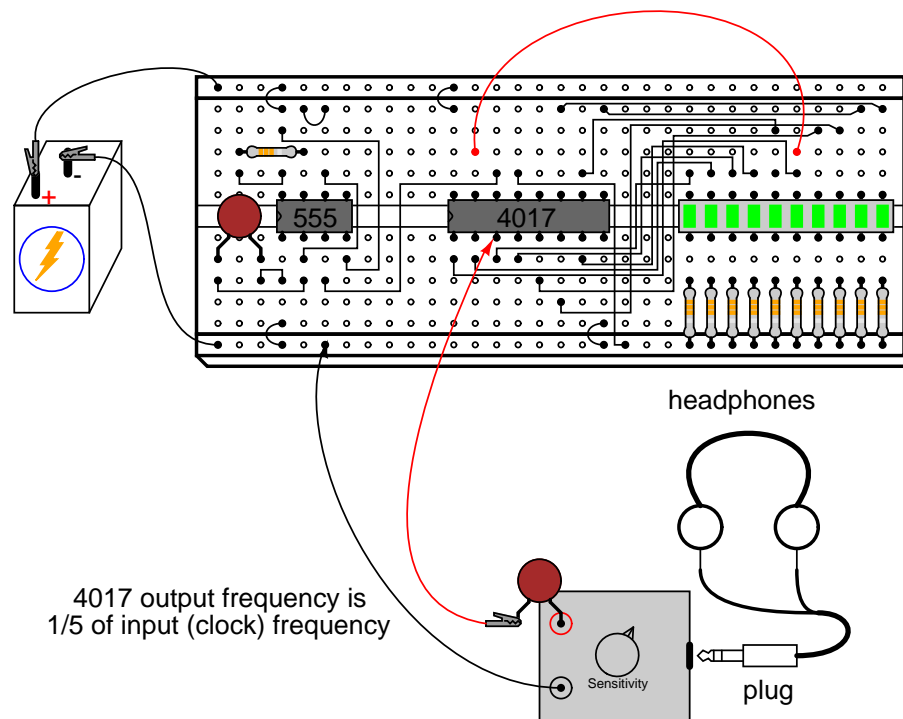 -
+
555
4017
headphones
4017 output frequency is
1/5 of input (clock) frequency
Sensitivity
plug